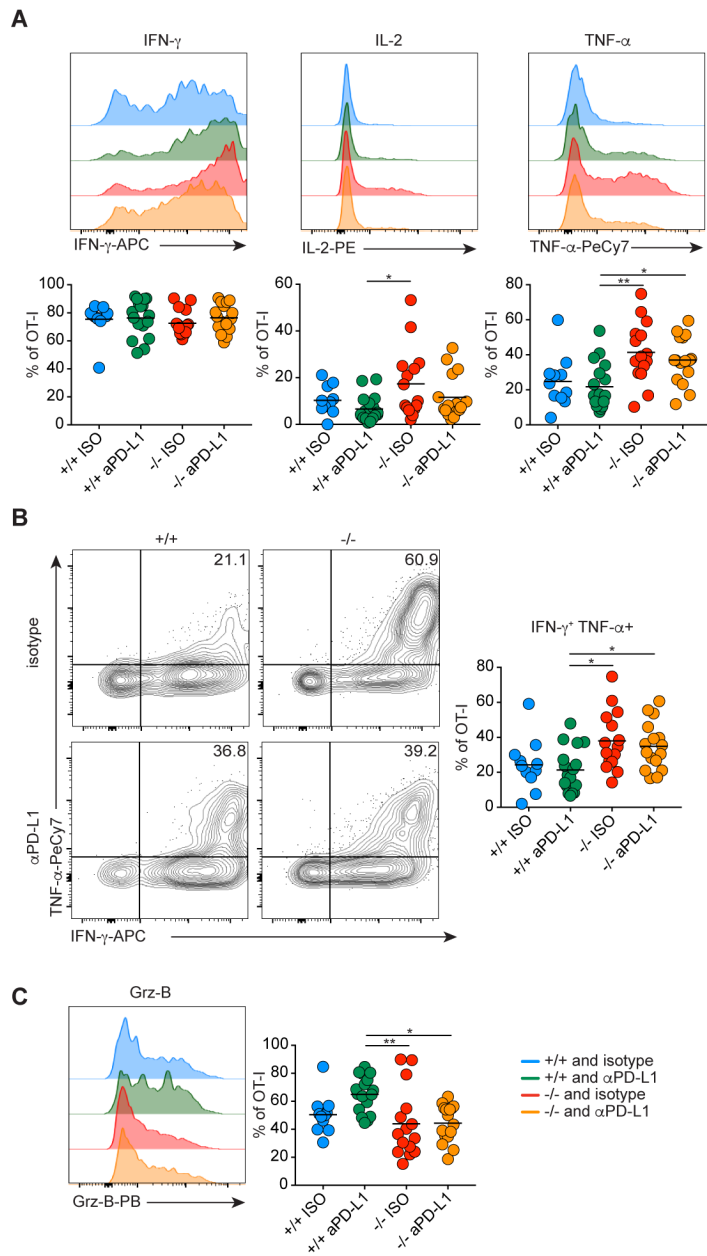 A
IFN-γ
IL-2
TNF-α
IFN-γ-APC
IL-2-PE
TNF-α-PeCy7
% of OT-I
100
80
60
40
20
0
+/+ ISO
+/+ aPD-L1
-/- ISO
-/- aPD-L1
% of OT-I
60
40
20
0
*
+/+ ISO
+/+ aPD-L1
-/- ISO
-/- aPD-L1
% of OT-I
100
80
60
40
20
0
*
**
+/+ ISO
+/+ aPD-L1
-/- ISO
-/- aPD-L1
B
+/+
-/-
isotype
21.1
60.9
αPD-L1
36.8
39.2
TNF-α-PeCy7
IFN-γ-APC
IFN-γ+ TNF-α+
% of OT-I
80
60
40
20
0
*
*
+/+ ISO
+/+ aPD-L1
-/- ISO
-/- aPD-L1
C
Grz-B
Grz-B-PB
% of OT-I
100
80
60
40
20
0
*
**
+/+ ISO
+/+ aPD-L1
-/- ISO
-/- aPD-L1
+/+ and isotype
+/+ and αPD-L1
-/- and isotype
-/- and αPD-L1